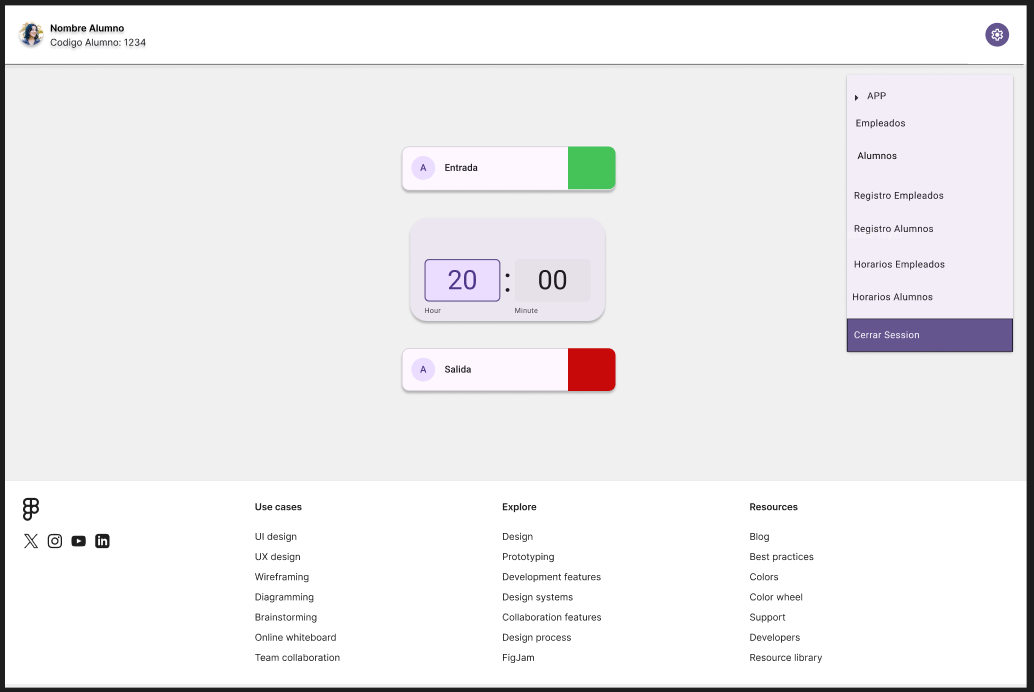 Nombre Alumno
Codigo Alumno: 1234
APP
Empleados
Alumnos
Registro Empleados
Registro Alumnos
Horarios Empleados
Horarios Alumnos
Cerrar Session
A Entrada
20 : 00
Hour Minute
A Salida
Use cases
UI design
UX design
Wireframing
Diagramming
Brainstorming
Online whiteboard
Team collaboration
Explore
Design
Prototyping
Development features
Design systems
Collaboration features
Design process
FigJam
Resources
Blog
Best practices
Colors
Color wheel
Support
Developers
Resource library